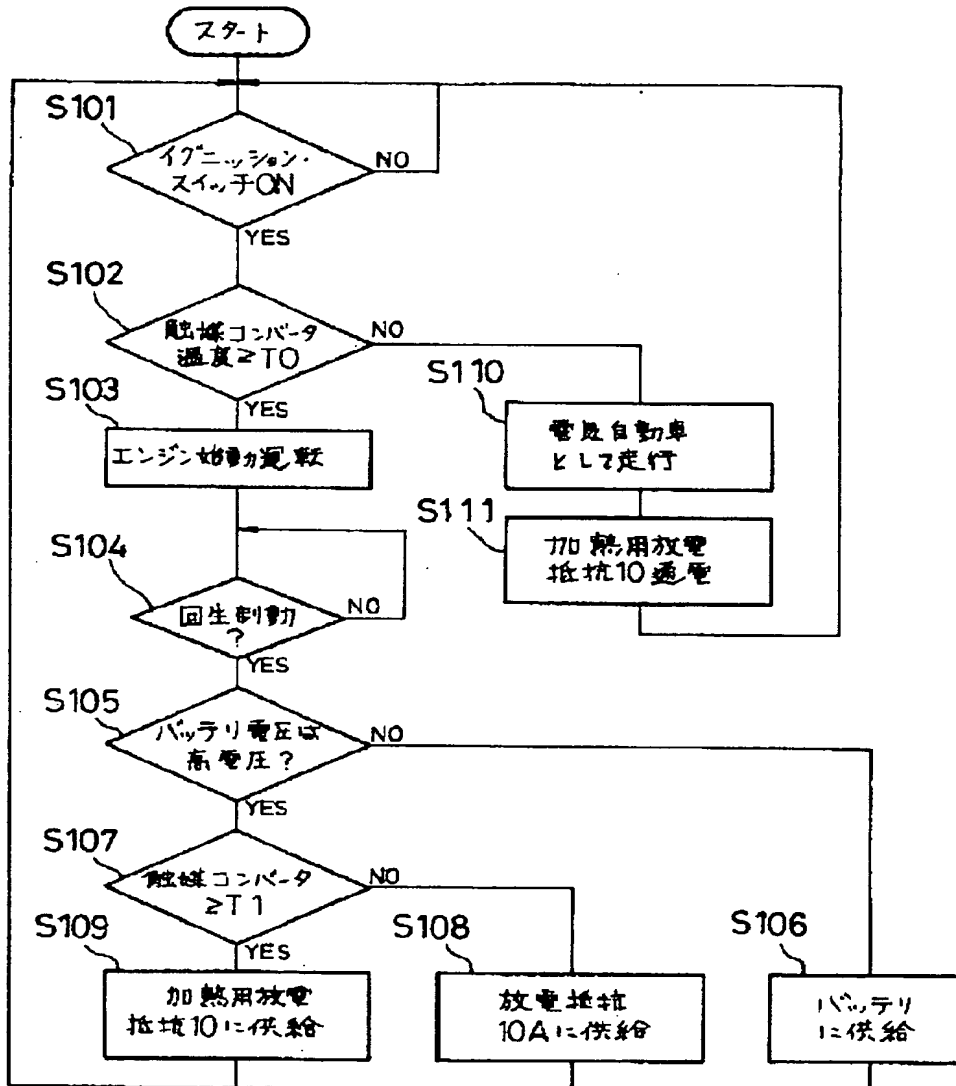 スタート
S101
イグニッション・
スイッチON
NO
YES
S102
触媒コンバータ
温度≧T0
NO
YES
S103
エンジン始動運転
S110
電気自動車
として走行
S111
加熱用放電
抵抗10通電
S104
回生制動
?
NO
YES
S105
バッテリ電圧は
高電圧?
NO
YES
S107
触媒コンバータ
≧T1
NO
YES
S109
加熱用放電
抵抗10に供給
S108
放電抵抗
10Aに供給
S106
バッテリ
に供給